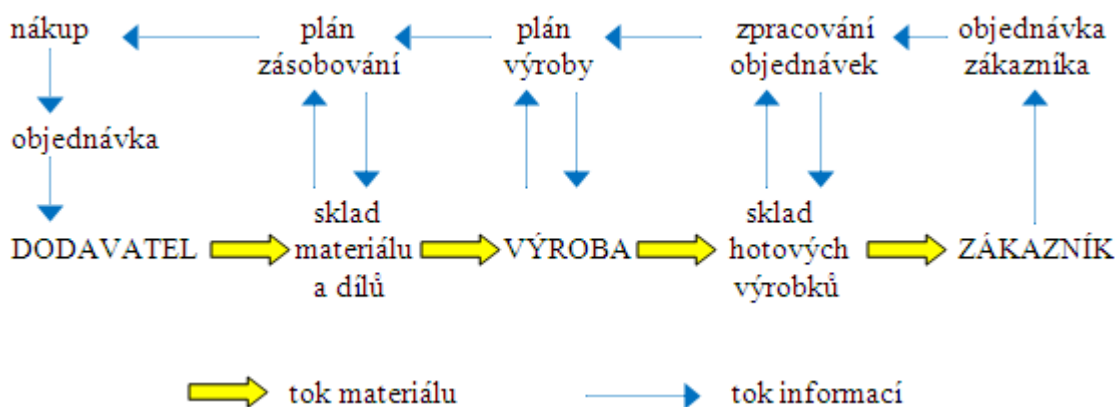 nákup
plán
zásobování
plán
výroby
zpracování
objednávek
objednávka
zákazníka
objednávka
DODAVATEL
sklad
materiálu
a dílů
VÝROBA
sklad
hotových
výrobků
ZÁKAZNÍK
tok materiálu
tok informací